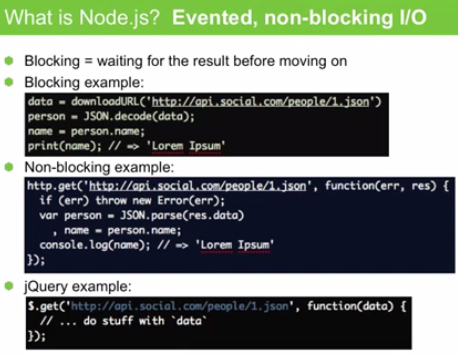 What is Node.js? Evented, non-blocking I/O
Blocking = waiting for the result before moving on
Blocking example:
data = downloadURL('http://api.social.com/people/1.json')
person = JSON.decode(data);
name = person.name;
print(name); // => 'Lorem Ipsum'
Non-blocking example:
http.get('http://api.social.com/people/1.json', function(err, res) {
if (err) throw new Error(err);
var person = JSON.parse(res.data)
, name = person.name;
console.log(name); // => 'Lorem Ipsum'
});
jQuery example:
$.get('http://api.social.com/people/1.json', function(data) {
// ... do stuff with `data`
});